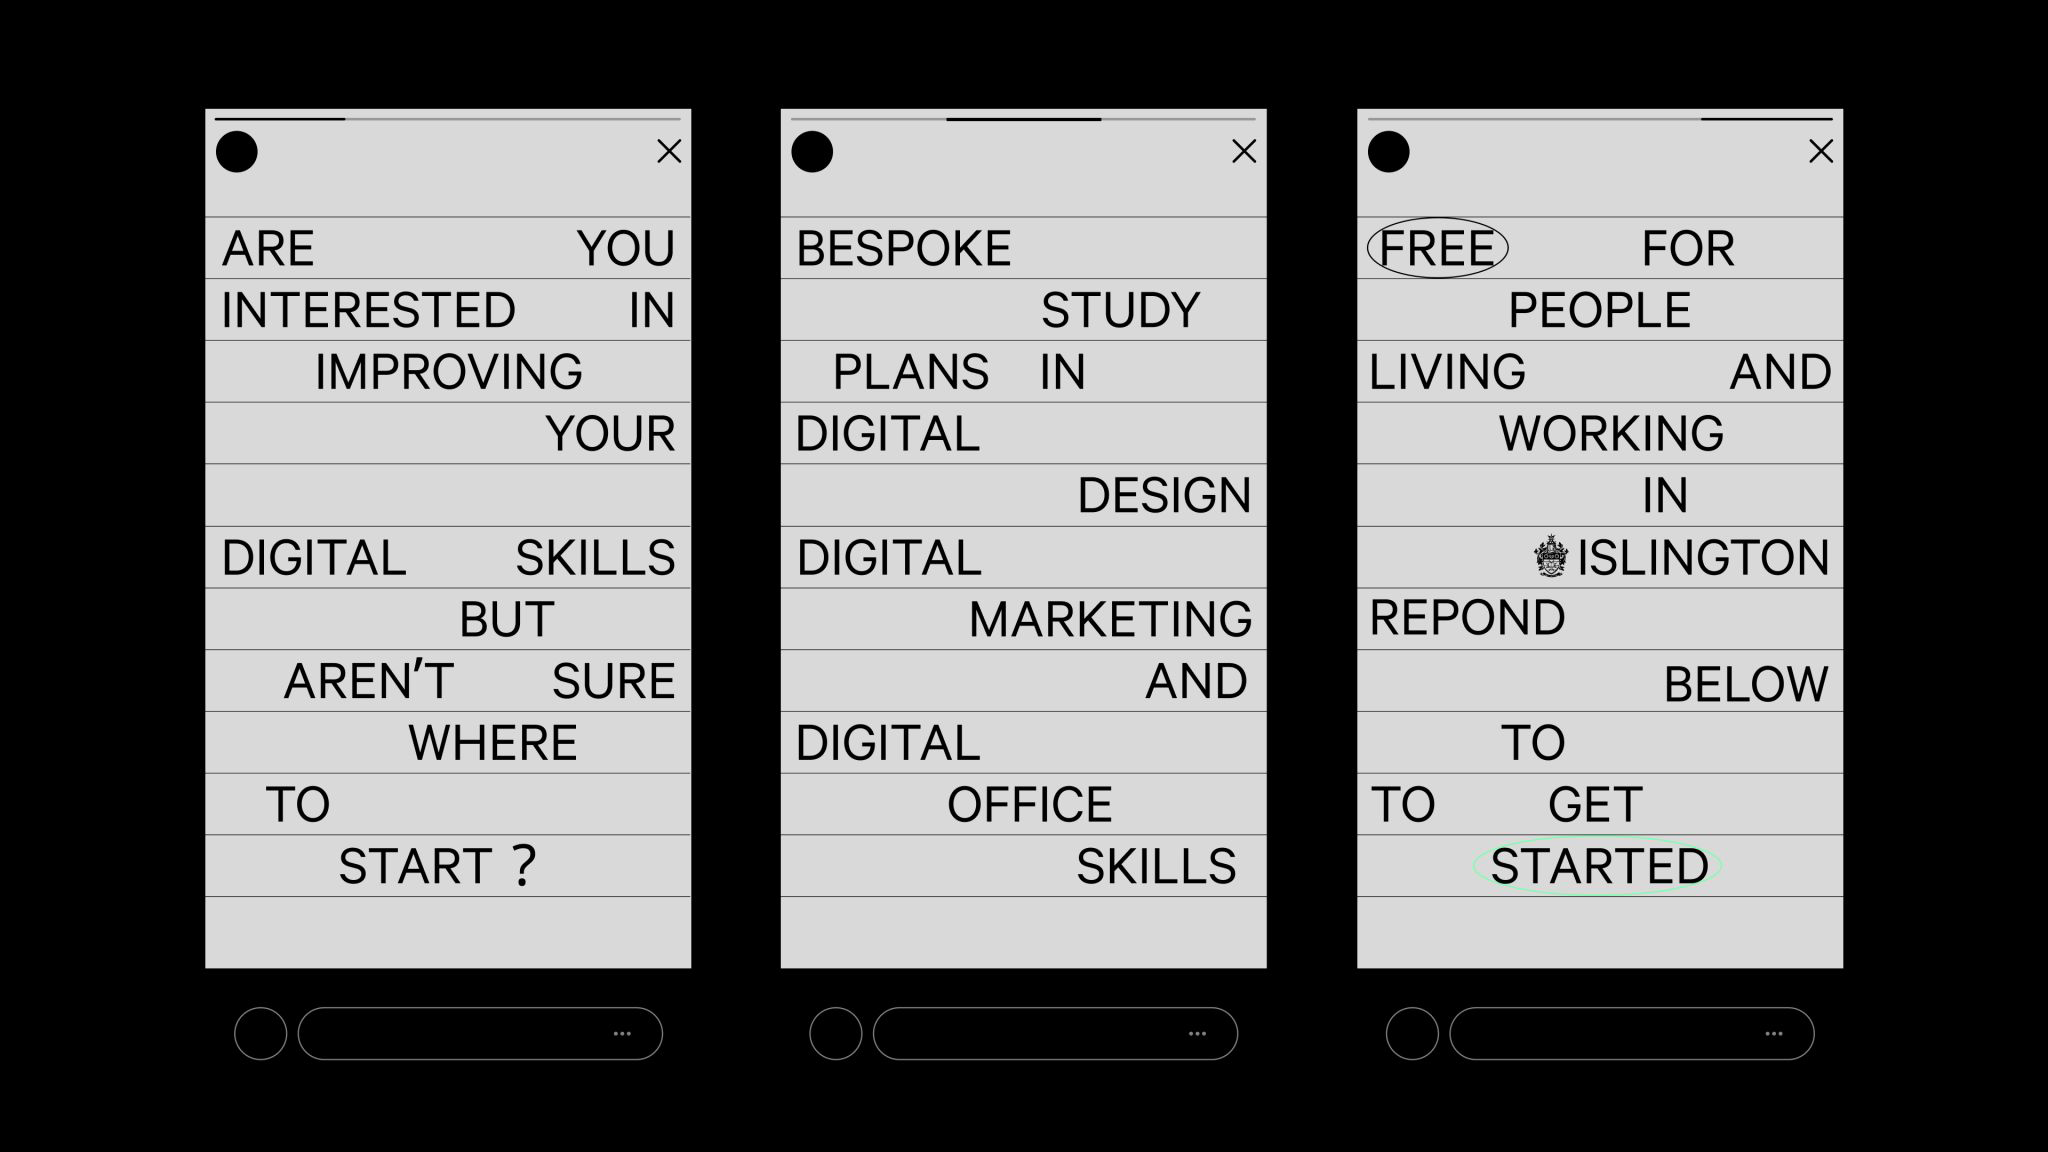 ARE YOU
INTERESTED IN
IMPROVING
YOUR
DIGITAL SKILLS
BUT
AREN'T SURE
WHERE
TO
START ?
BESPOKE
STUDY
PLANS IN
DIGITAL
DESIGN
DIGITAL
MARKETING
AND
DIGITAL
OFFICE
SKILLS
FREE FOR
PEOPLE
LIVING AND
WORKING
IN
ISLINGTON
REPOND
BELOW
TO
TO GET
STARTED